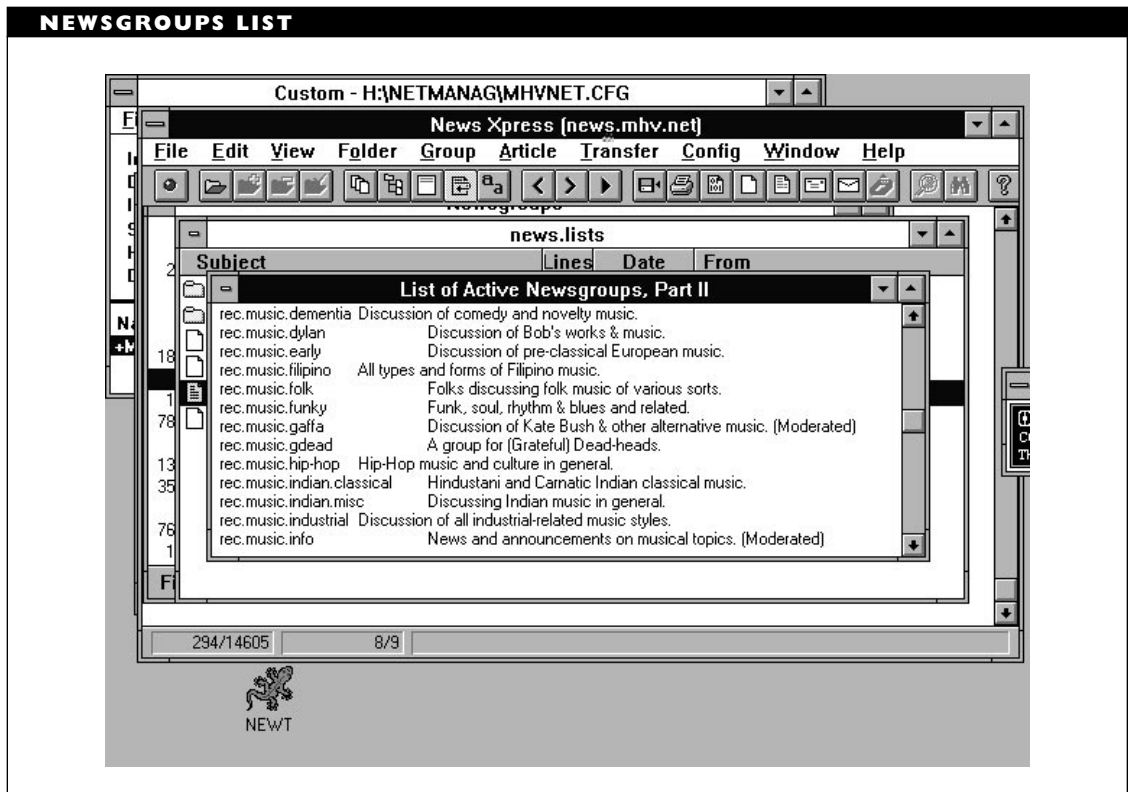 NEWSGROUPS LIST
Custom - H:\NETMANAG\MHVNET.CFG
News Xpress (news.mhv.net)
File Edit View Folder Group Article Transfer Config Window Help
Newsgroups
news.lists
Subject Lines Date From
List of Active Newsgroups, Part II
rec.music.dementia Discussion of comedy and novelty music.
rec.music.dylan Discussion of Bob's works & music.
rec.music.early Discussion of pre-classical European music.
rec.music.filipino All types and forms of Filipino music.
rec.music.folk Folks discussing folk music of various sorts.
rec.music.funky Funk, soul, rhythm & blues and related.
rec.music.gaffa Discussion of Kate Bush & other alternative music. (Moderated)
rec.music.gdead A group for (Grateful) Dead-heads.
rec.music.hip-hop Hip-Hop music and culture in general.
rec.music.indian.classical Hindustani and Carnatic Indian classical music.
rec.music.indian.misc Discussing Indian music in general.
rec.music.industrial Discussion of all industrial-related music styles.
rec.music.info News and announcements on musical topics. (Moderated)
294/14605 8/9
NEWT